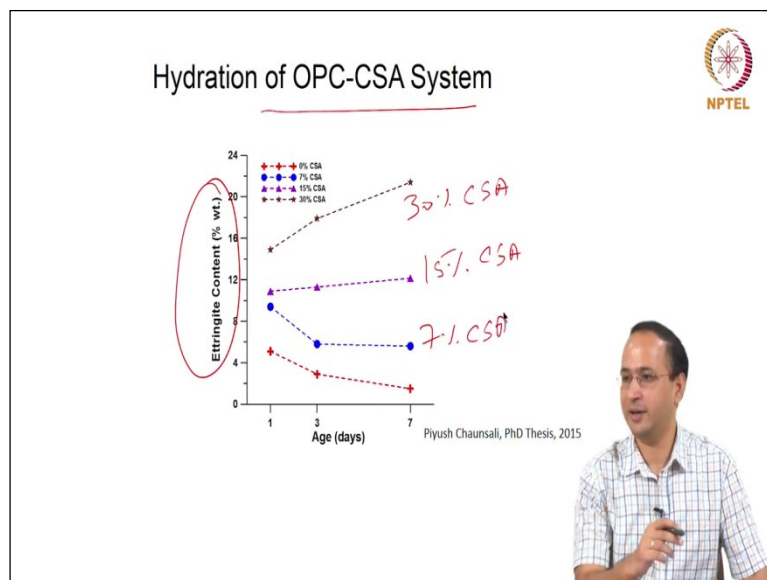 Hydration of OPC-CSA System
NPTEL
24
20
16
12
8
4
0
Ettringite Content (% wt.)
0% CSA
7% CSA
15% CSA
30% CSA
30% CSA
15% CSA
7% CSA
1
3
7
Age (days)
Piyush Chaunsali, PhD Thesis, 2015